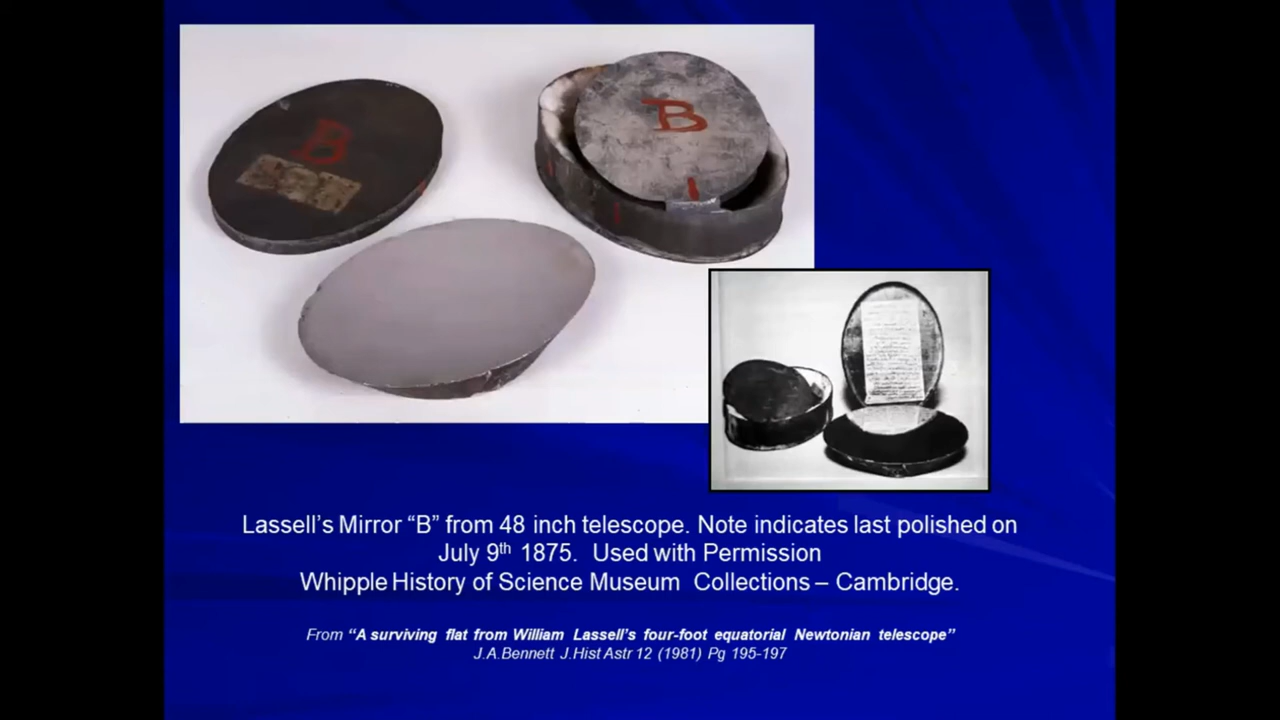 B
B
Lassell's Mirror “B” from 48 inch telescope. Note indicates last polished on
July 9th 1875. Used with Permission
Whipple History of Science Museum Collections – Cambridge.
From “A surviving flat from William Lassell's four-foot equatorial Newtonian telescope”
J.A.Bennett J.Hist Astr 12 (1981) Pg 195-197